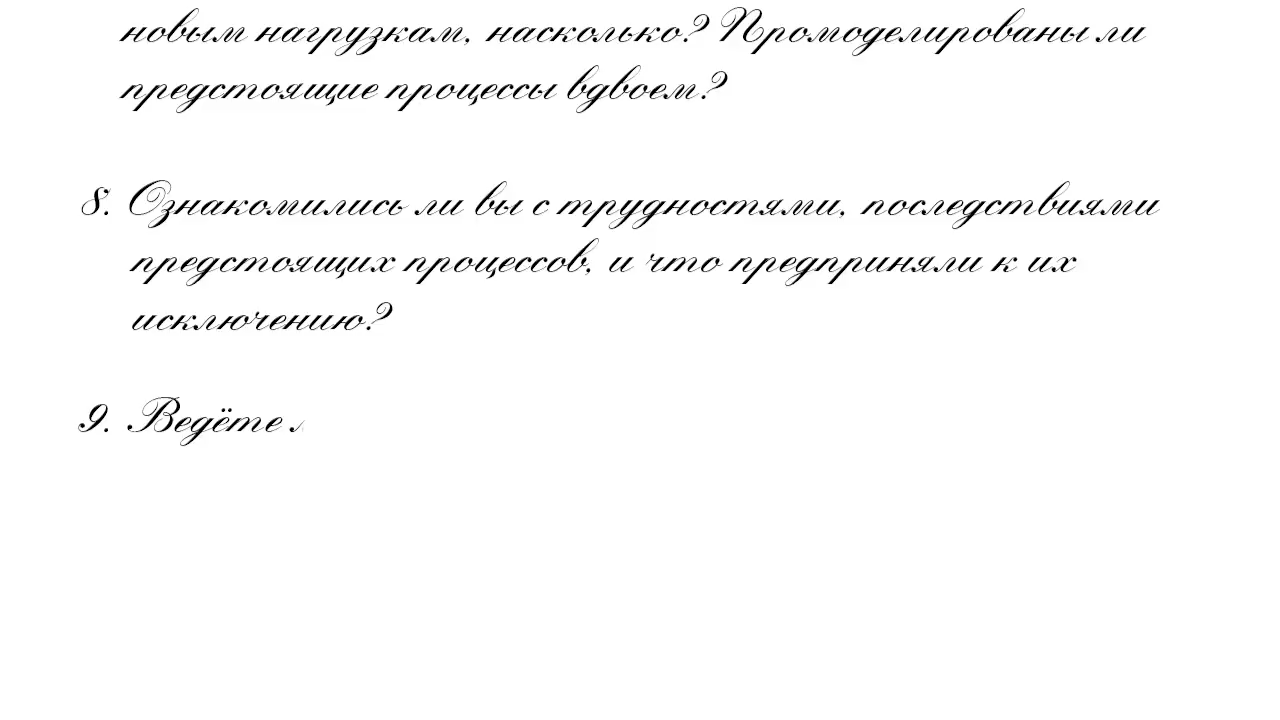 новым нагрузкам, насколько? Промоделированы ли
предстоящие процессы вдвоем?
8. Ознакомились ли вы с трудностями, последствиями
предстоящих процессов, и что предприняли к их
исключению?
9. Ведёте